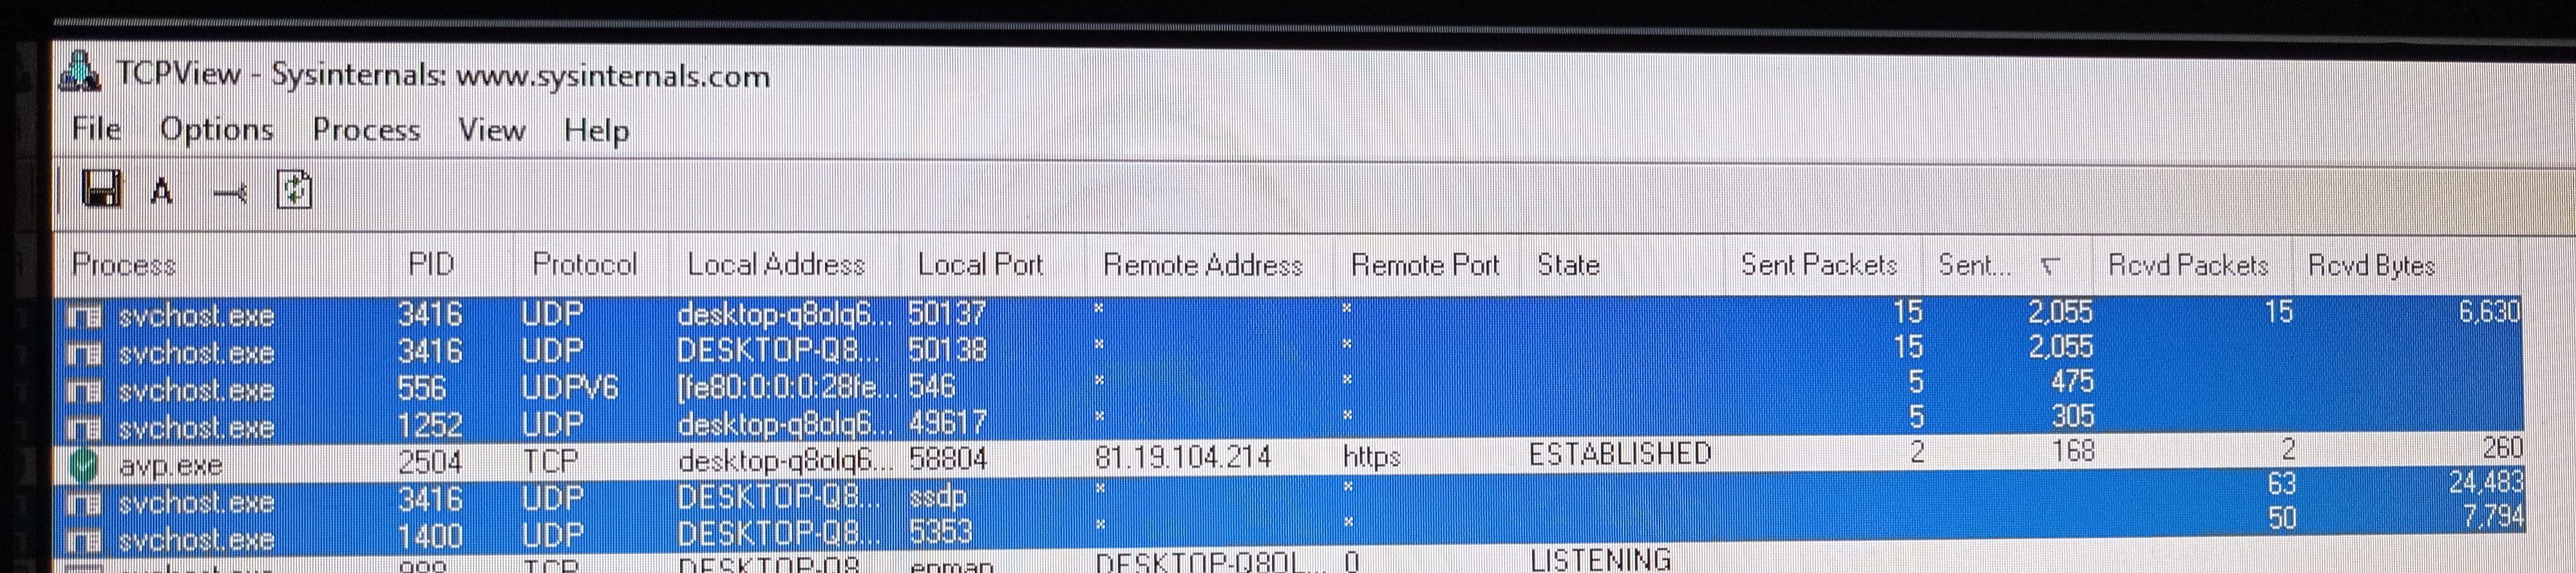 TCPView - Sysinternals: www.sysinternals.com
File Options Process View Help
A
Process PID Protocol Local Address Local Port Remote Address Remote Port State Sent Packets Sent... Rcvd Packets Rcvd Bytes
svchost.exe 3416 UDP desktop-q8olq6... 50137 * * 15 2,055 15 6,630
svchost.exe 3416 UDP DESKTOP-Q8... 50138 * * 15 2,055
svchost.exe 556 UDPV6 [fe80:0:0:0:28fe... 546 * * 5 475
svchost.exe 1252 UDP desktop-q8olq6... 49617 * * 5 305
avp.exe 2504 TCP desktop-q8olq6... 58804 81.19.104.214 https ESTABLISHED 2 168 2 260
svchost.exe 3416 UDP DESKTOP-Q8... ssdp * * 63 24,483
svchost.exe 1400 UDP DESKTOP-Q8... 5353 * * 50 7,794
TCP DESKTOP-Q8... epmap DESKTOP-Q8OL... 0 LISTENING